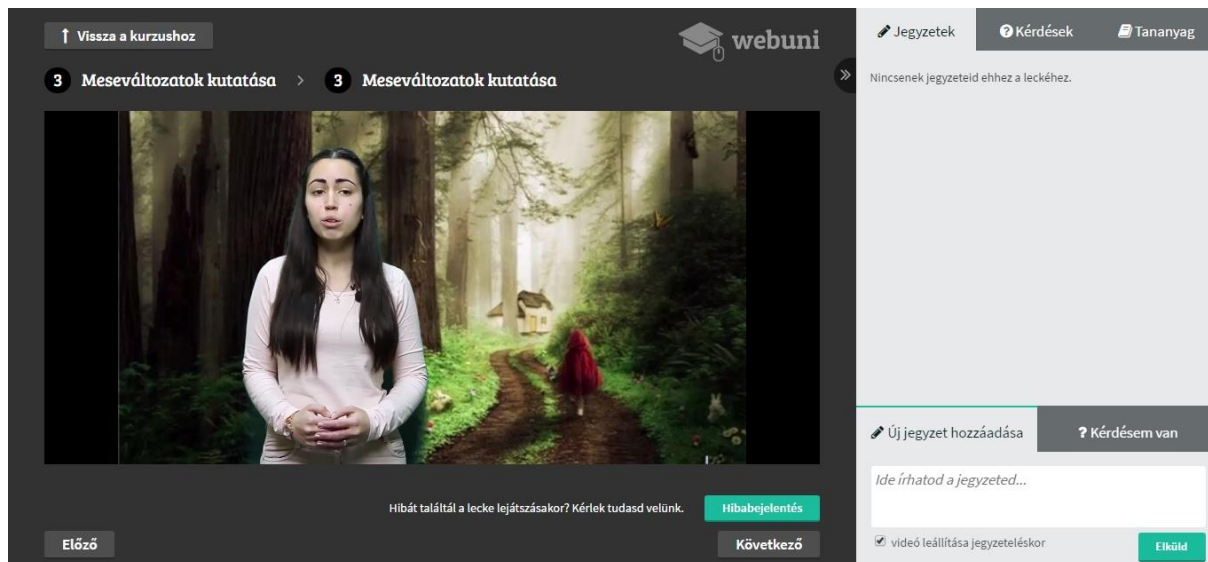 Vissza a kurzushoz
webuni
3 Meseváltozatok kutatása > 3 Meseváltozatok kutatása
Jegyzetek
Kérdések
Tananyag
Nincsenek jegyzeteid ehhez a leckéhez.
Új jegyzet hozzáadása
? Kérdésem van
Ide írhatod a jegyzeted...
videó leállítása jegyzeteléskor
Elküld
Hibát találtál a lecke lejátszásakor? Kérlek tudasd velünk.
Hibabejelentés
Előző
Következő